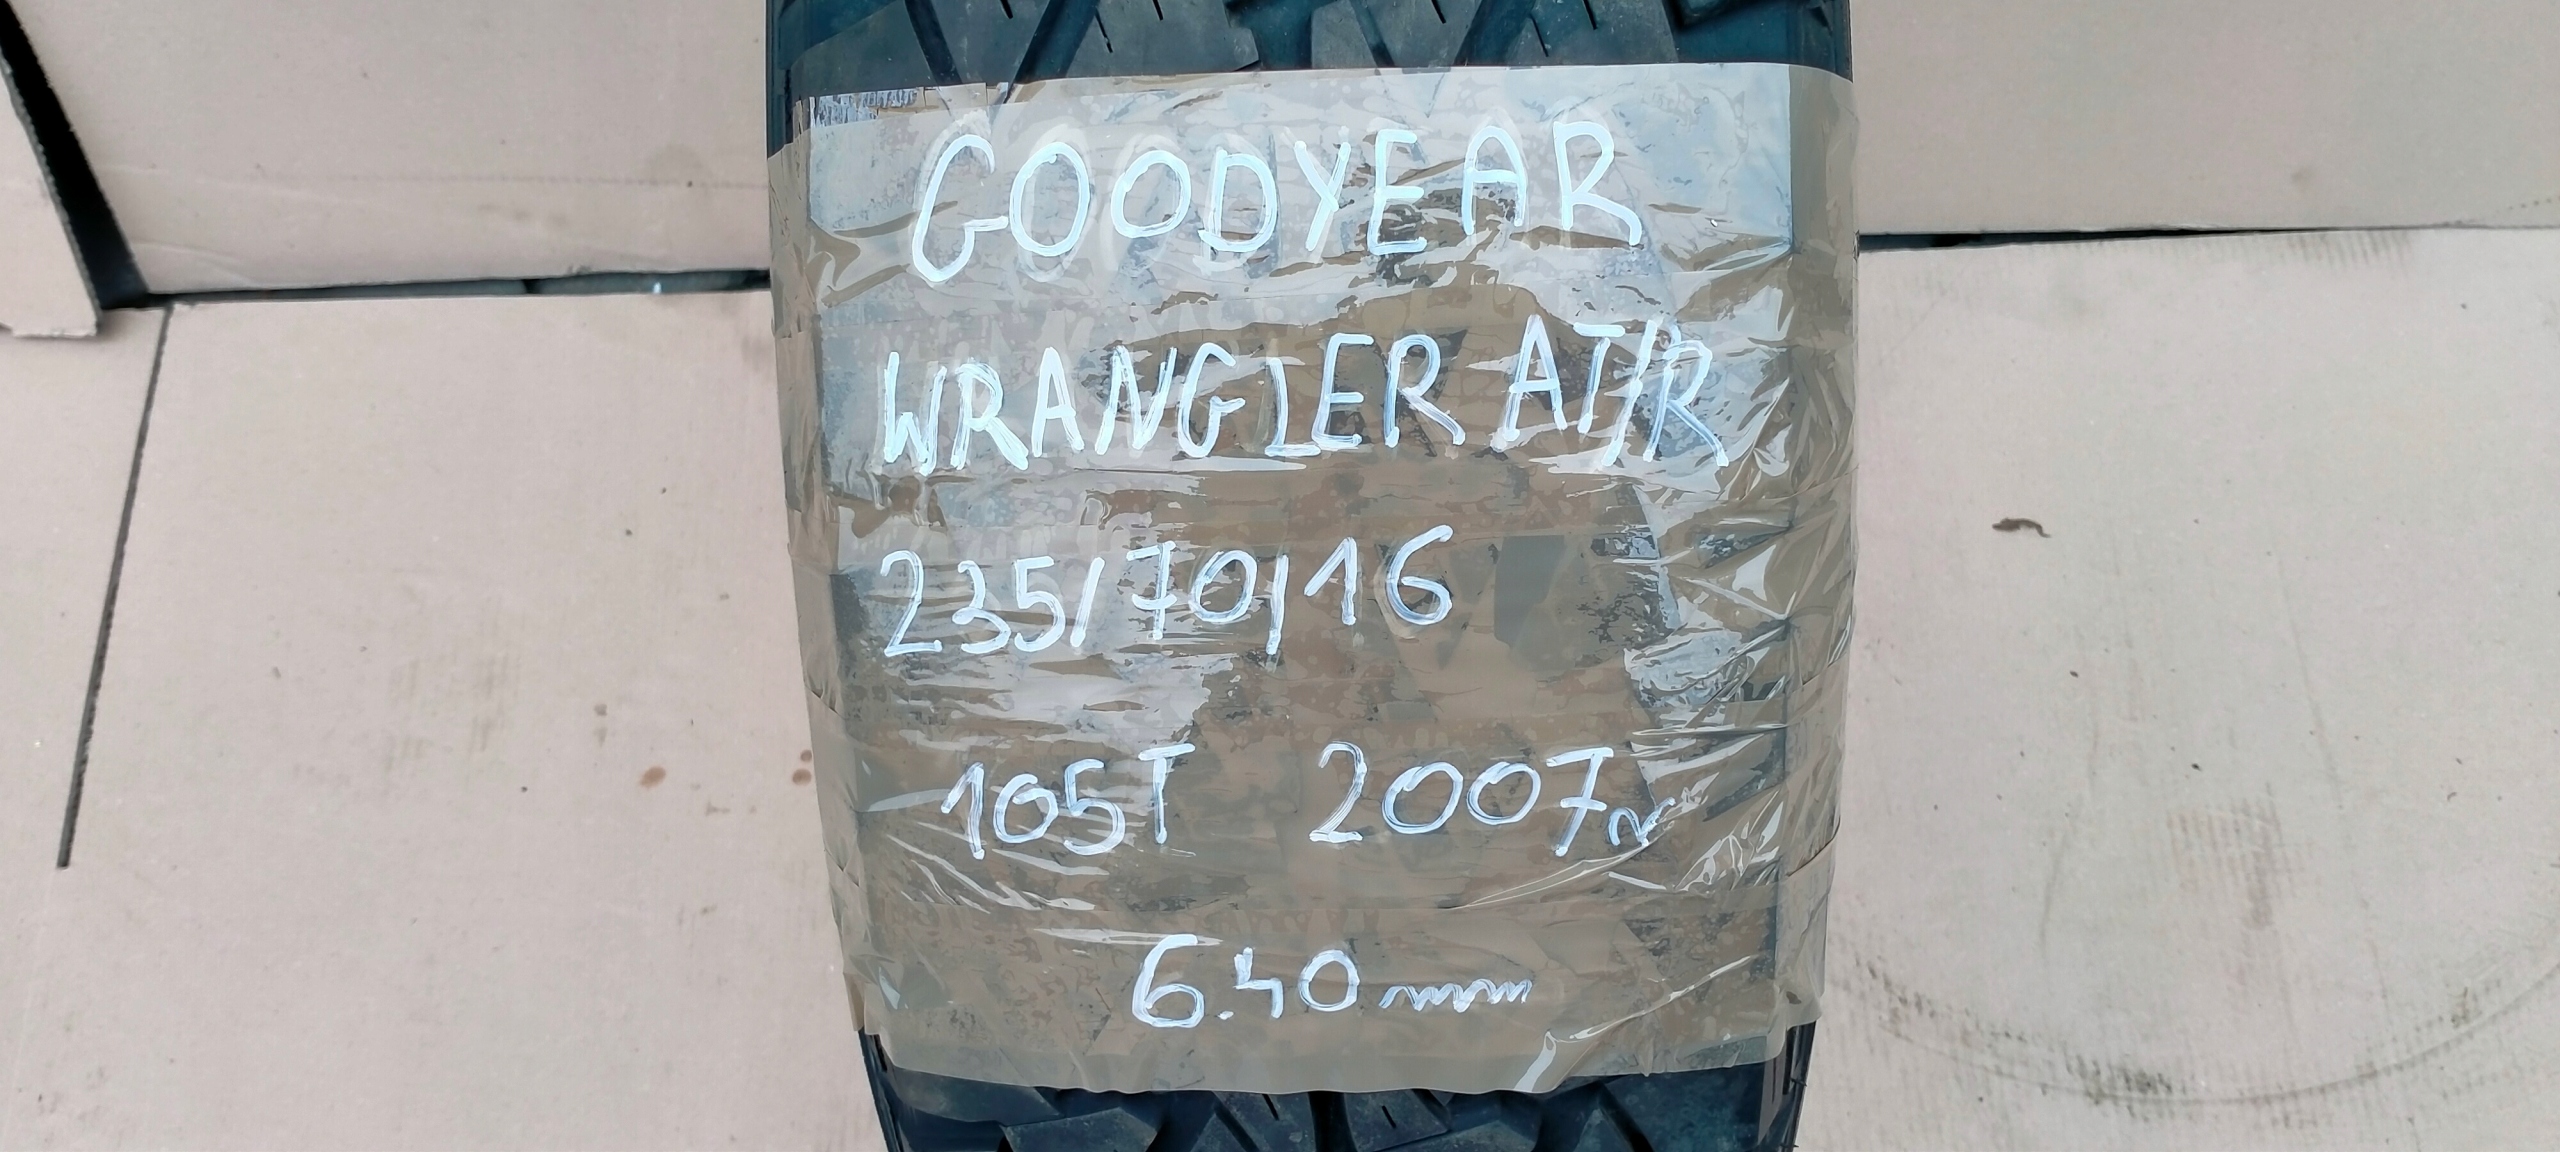 GOODYEAR
WRANGLER AT/R
235/70/16
105T 2007r
6.40mm